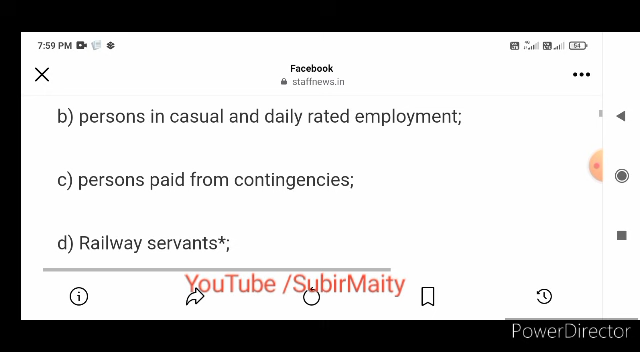 7:59 PM
54
Facebook
staffnews.in
b) persons in casual and daily rated employment;
c) persons paid from contingencies;
d) Railway servants*;
YouTube /SubirMaity
PowerDirector